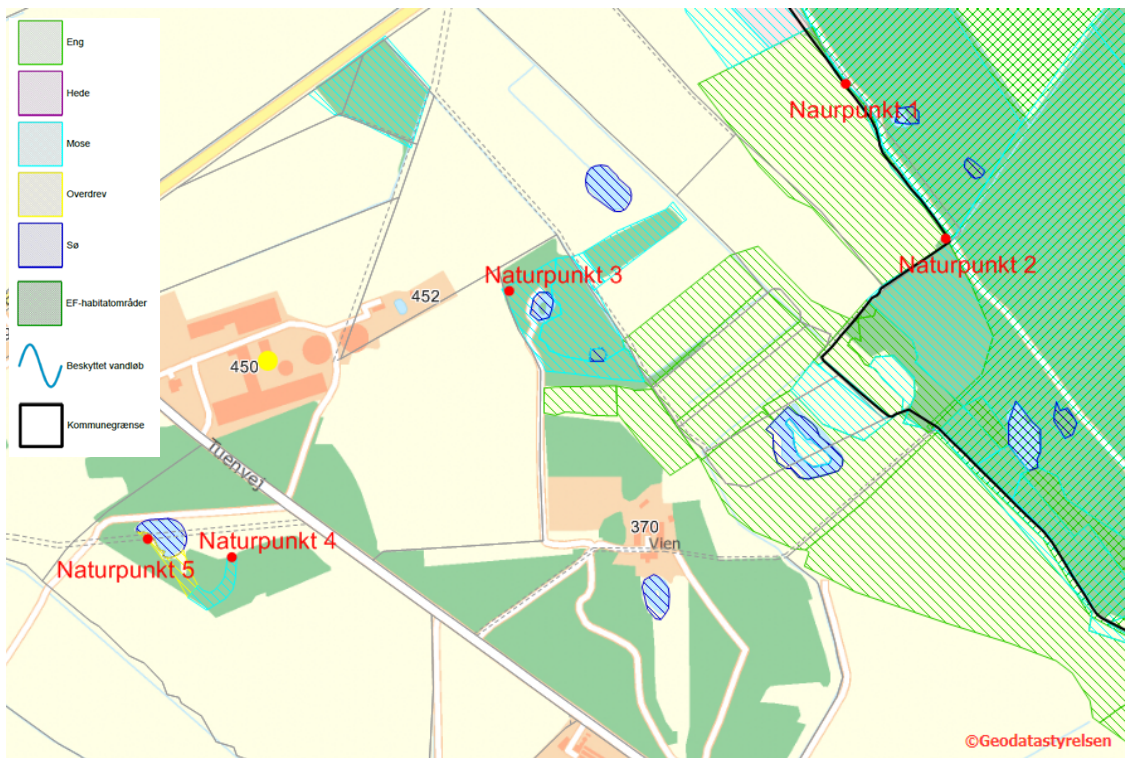 Eng
Hede
Mose
Overdrev
Sø
EF-habitatområder
Beskyttet vandløb
Kommunegrænse
Naurpunkt 1
Naturpunkt 2
Naturpunkt 3
452
450
Tuenvej
370
Vien
Naturpunkt 4
Naturpunkt 5
©Geodatastyrelsen